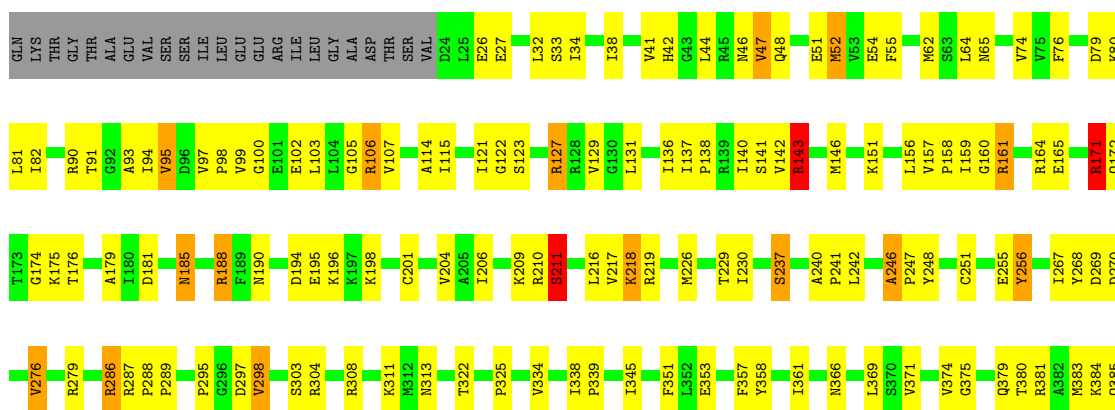 GLN LYS THR GLY THR ALA GLU VAL SER SER ILE LEU GLU GLU ARG ILE LEU GLY ALA ASP THR SER VAL D24 L25 E26 E27 L32 S33 I34 I38 V41 H42 G43 L44 R45 N46 V47 Q48 E51 M52 V53 E54 F55 M62 S63 L64 N65 V74 V75 F76 D79
L81 I82 R90 T91 G92 A93 I94 V95 D96 V97 P98 V99 G100 E101 E102 L103 L104 G105 R106 V107 A114 I115 I121 G122 S123 R127 R128 V129 G130 L131 I136 I137 P138 R139 I140 S141 V142 R143 M146 K151 L156 V157 P158 I159 G160 R161 R164 E165 R171
T173 G174 K175 T176 A179 I180 D181 N185 R188 F189 N190 D194 E195 K196 K197 K198 C201 V204 A205 I206 K209 R210 S211 L216 V217 K218 R219 M226 T229 I230 S237 A240 P241 L242 A246 P247 Y248 C251 E255 Y256 I267 Y268 D269
V276 R279 R286 R287 P288 P289 P295 G296 D297 V298 S303 R304 R308 K311 M312 N313 T322 P325 V334 I338 P339 I345 F351 L352 E353 F357 Y358 I361 N366 L369 S370 V371 V374 G375 Q379 T380 R381 A382 M383 K384